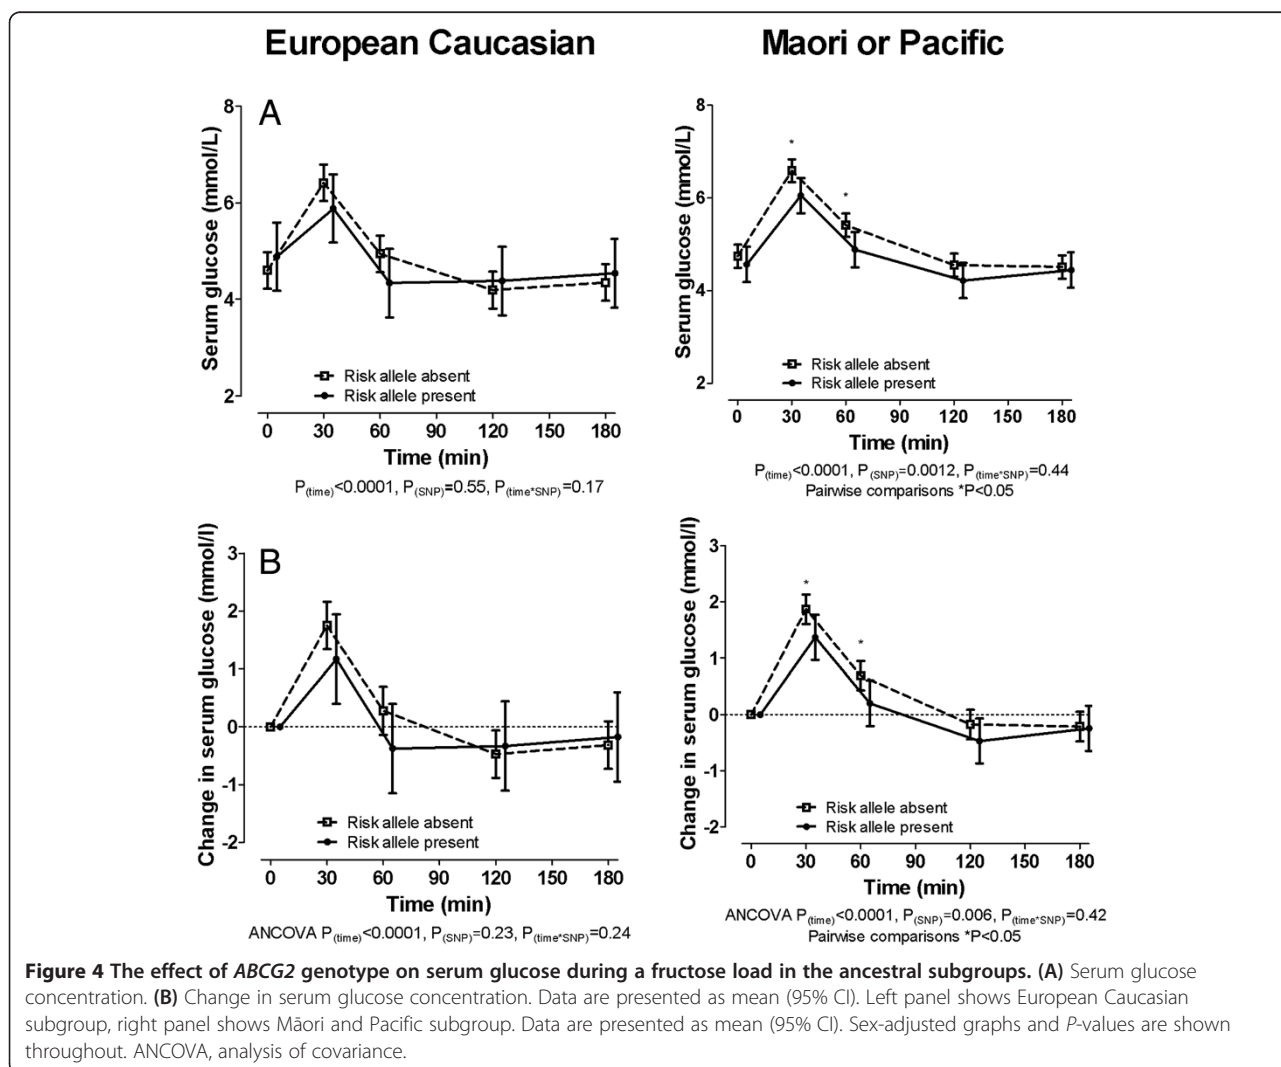 European Caucasian
Maori or Pacific
A
Serum glucose (mmol/L)
8
6
4
2
Risk allele absent
Risk allele present
0 30 60 90 120 150 180
Time (min)
P(time)<0.0001, P(SNP)=0.55, P(time*SNP)=0.17
Serum glucose (mmol/L)
8
6
4
2
*
*
Risk allele absent
Risk allele present
0 30 60 90 120 150 180
Time (min)
P(time)<0.0001, P(SNP)=0.0012, P(time*SNP)=0.44
Pairwise comparisons *P<0.05
B
Change in serum glucose (mmol/l)
3
2
1
0
-1
-2
Risk allele absent
Risk allele present
0 30 60 90 120 150 180
Time (min)
ANCOVA P(time)<0.0001, P(SNP)=0.23, P(time*SNP)=0.24
Change in serum glucose (mmol/l)
3
2
1
0
-1
-2
*
*
Risk allele absent
Risk allele present
0 30 60 90 120 150 180
Time (min)
ANCOVA P(time)<0.0001, P(SNP)=0.006, P(time*SNP)=0.42
Pairwise comparisons *P<0.05
Figure 4 The effect of ABCG2 genotype on serum glucose during a fructose load in the ancestral subgroups. (A) Serum glucose
concentration. (B) Change in serum glucose concentration. Data are presented as mean (95% CI). Left panel shows European Caucasian
subgroup, right panel shows Māori and Pacific subgroup. Data are presented as mean (95% CI). Sex-adjusted graphs and P-values are shown
throughout. ANCOVA, analysis of covariance.